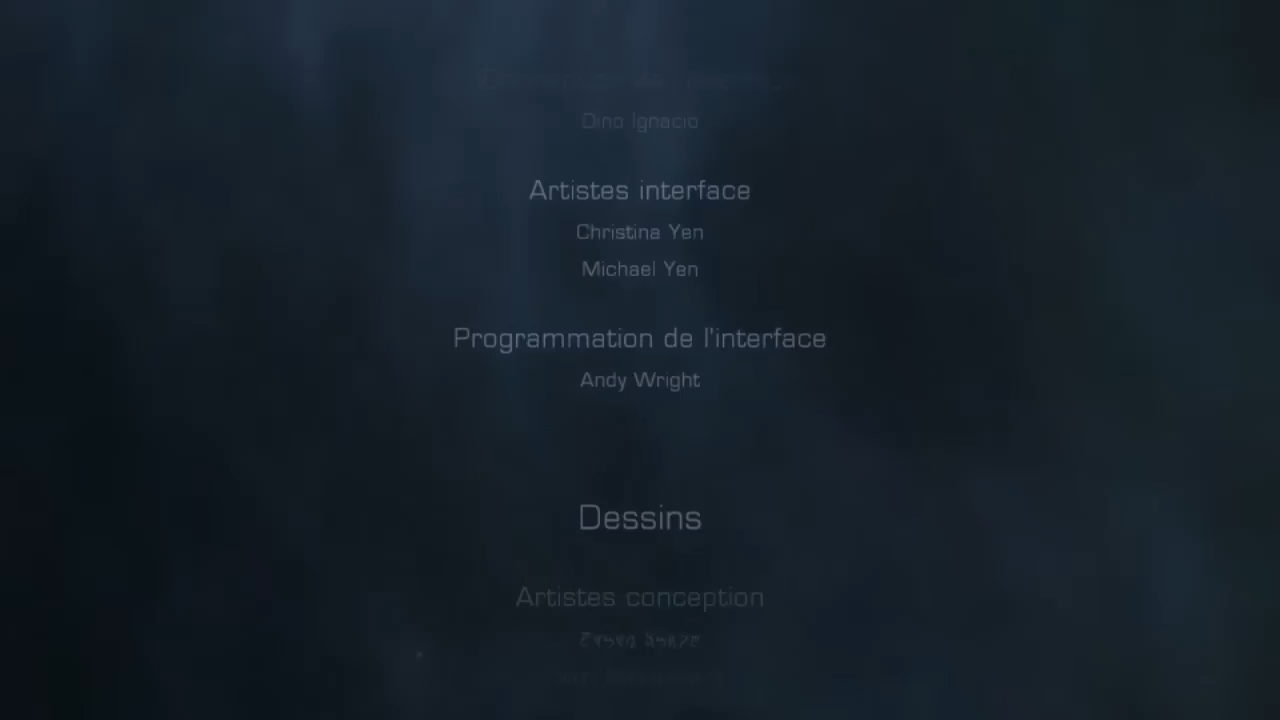 Dino Ignacio
Artistes interface
Christina Yen
Michael Yen
Programmation de l'interface
Andy Wright
Dessins
Artistes conception